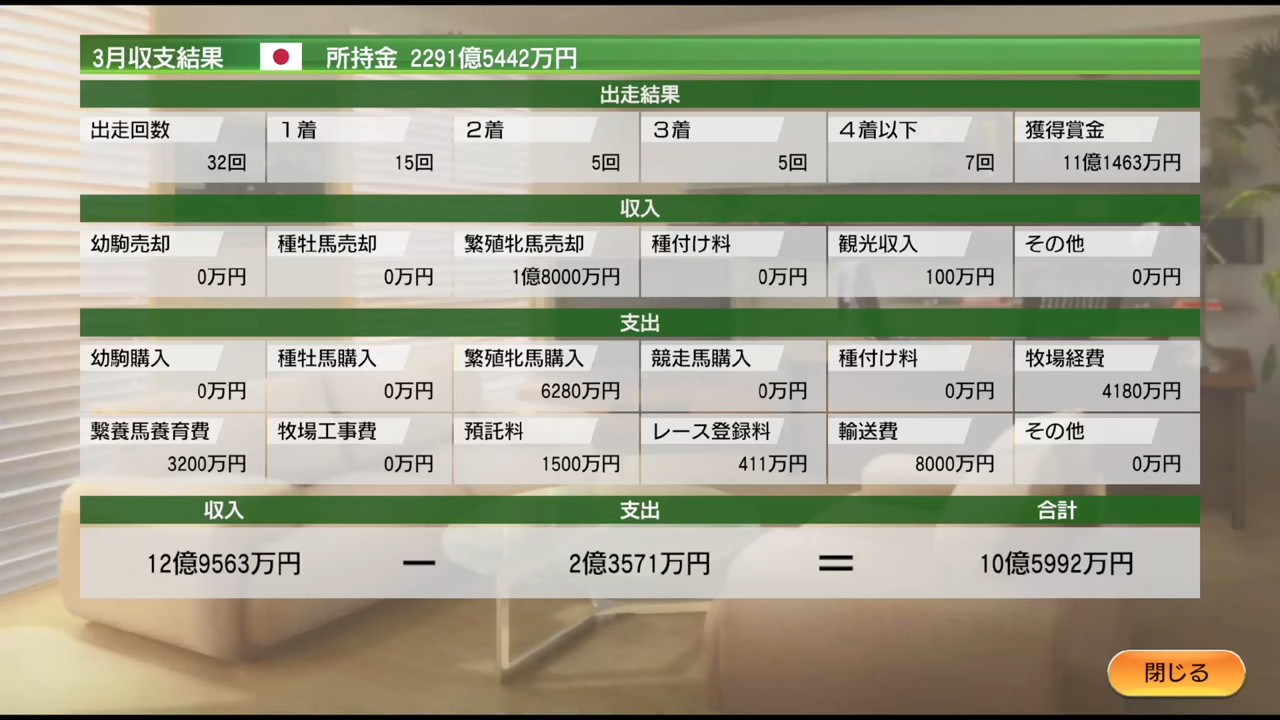 3月収支結果 所持金 2291億5442万円
出走結果
出走回数 1着 2着 3着 4着以下 獲得賞金
32回 15回 5回 5回 7回 11億1463万円
収入
幼駒売却 種牡馬売却 繁殖牝馬売却 種付け料 観光収入 その他
0万円 0万円 1億8000万円 0万円 100万円 0万円
支出
幼駒購入 種牡馬購入 繁殖牝馬購入 競走馬購入 種付け料 牧場経費
0万円 0万円 6280万円 0万円 0万円 4180万円
繋養馬養育費 牧場工事費 預託料 レース登録料 輸送費 その他
3200万円 0万円 1500万円 411万円 8000万円 0万円
収入 支出 合計
12億9563万円 － 2億3571万円 ＝ 10億5992万円
閉じる